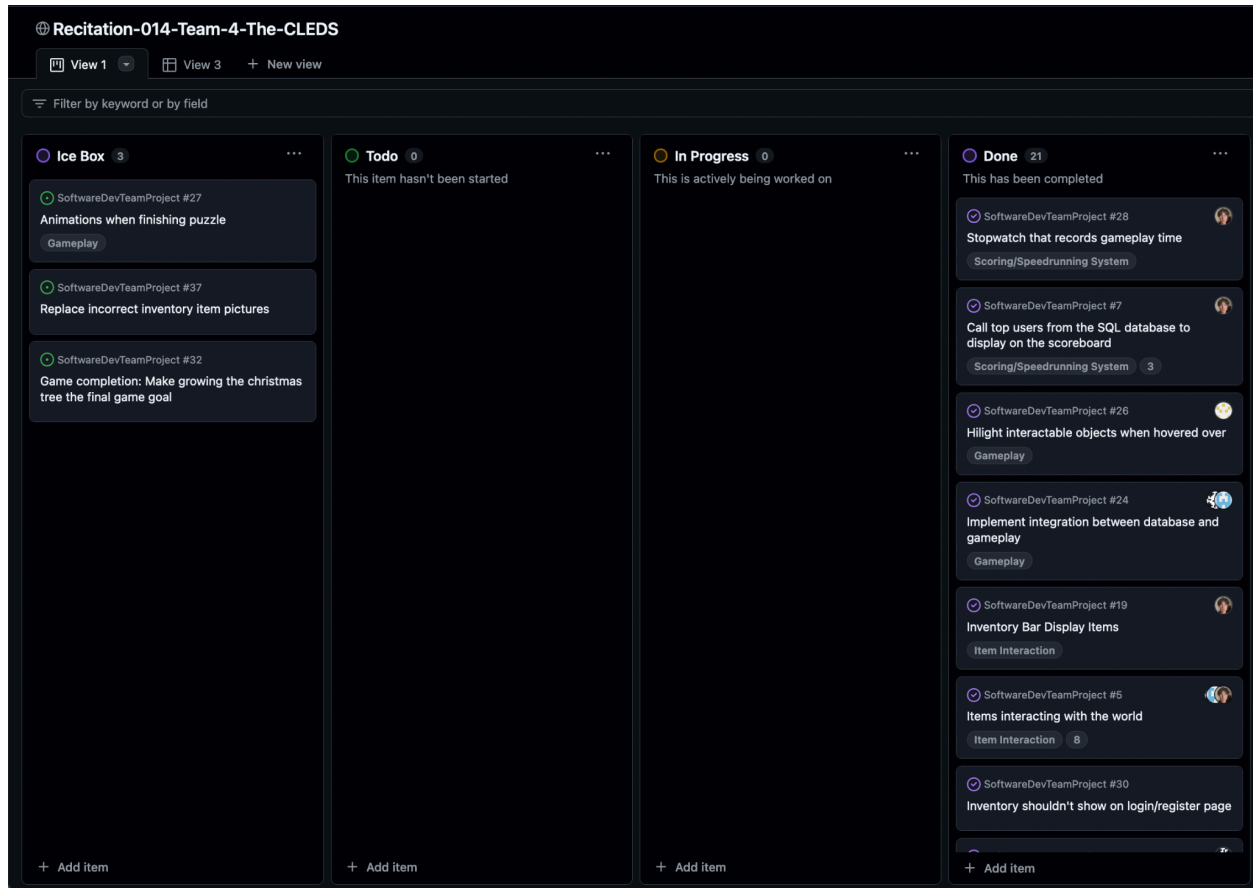 Recitation-014-Team-4-The-CLEDS
View 1
View 3
+ New view
Filter by keyword or by field
Ice Box 3
SoftwareDevTeamProject #27
Animations when finishing puzzle
Gameplay
SoftwareDevTeamProject #37
Replace incorrect inventory item pictures
SoftwareDevTeamProject #32
Game completion: Make growing the christmas
tree the final game goal
+ Add item
Todo 0
This item hasn't been started
+ Add item
In Progress 0
This is actively being worked on
+ Add item
Done 21
This has been completed
SoftwareDevTeamProject #28
Stopwatch that records gameplay time
Scoring/Speedrunning System
SoftwareDevTeamProject #7
Call top users from the SQL database to
display on the scoreboard
Scoring/Speedrunning System 3
SoftwareDevTeamProject #26
Hilight interactable objects when hovered over
Gameplay
SoftwareDevTeamProject #24
Implement integration between database and
gameplay
Gameplay
SoftwareDevTeamProject #19
Inventory Bar Display Items
Item Interaction
SoftwareDevTeamProject #5
Items interacting with the world
Item Interaction 8
SoftwareDevTeamProject #30
Inventory shouldn't show on login/register page
+ Add item